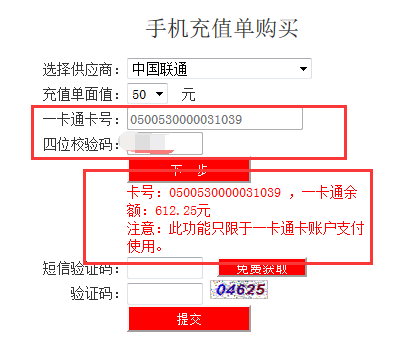 手机充值单购买
选择供应商： 中国联通
充值单面值： 50 元
一卡通卡号： 0500530000031039
四位校验码：
下一步
卡号：0500530000031039 ，一卡通余
额：612.25元
注意：此功能只限于一卡通卡账户支付
使用。
短信验证码： 免费获取
验证码： 04625
提交